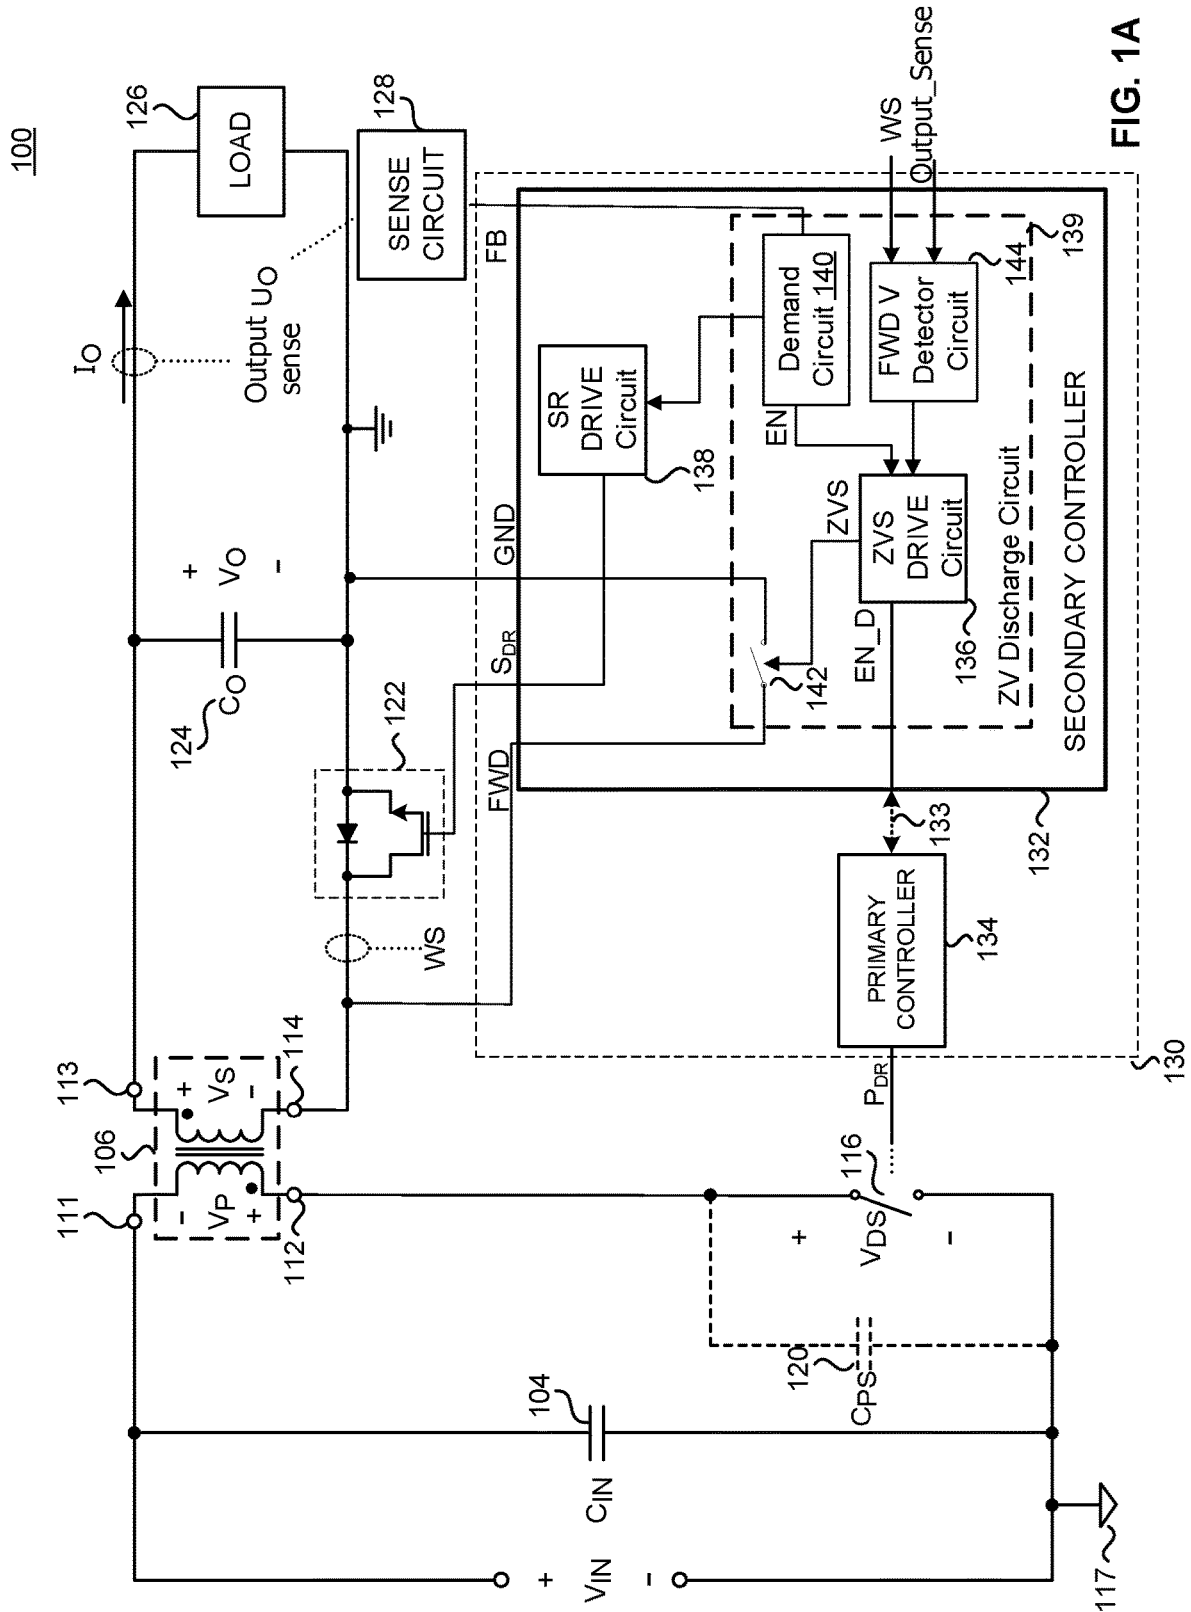 100
126
LOAD
IO
Output UO
sense
128
SENSE
CIRCUIT
+
VO
-
124
CO
122
WS
113
+
VS
-
114
106
111
-
VP
+
112
FB
GND
SDR
FWD
SR
DRIVE
Circuit
138
Demand
Circuit 140
EN
FWD V
Detector
Circuit
144
139
WS
Output_Sense
ZVS
ZVS
DRIVE
Circuit
136
EN_D
142
ZV Discharge Circuit
SECONDARY CONTROLLER
132
133
PRIMARY
CONTROLLER
134
130
PDR
116
+
VDS
-
120
CPS
104
CIN
+
VIN
-
117
FIG. 1A